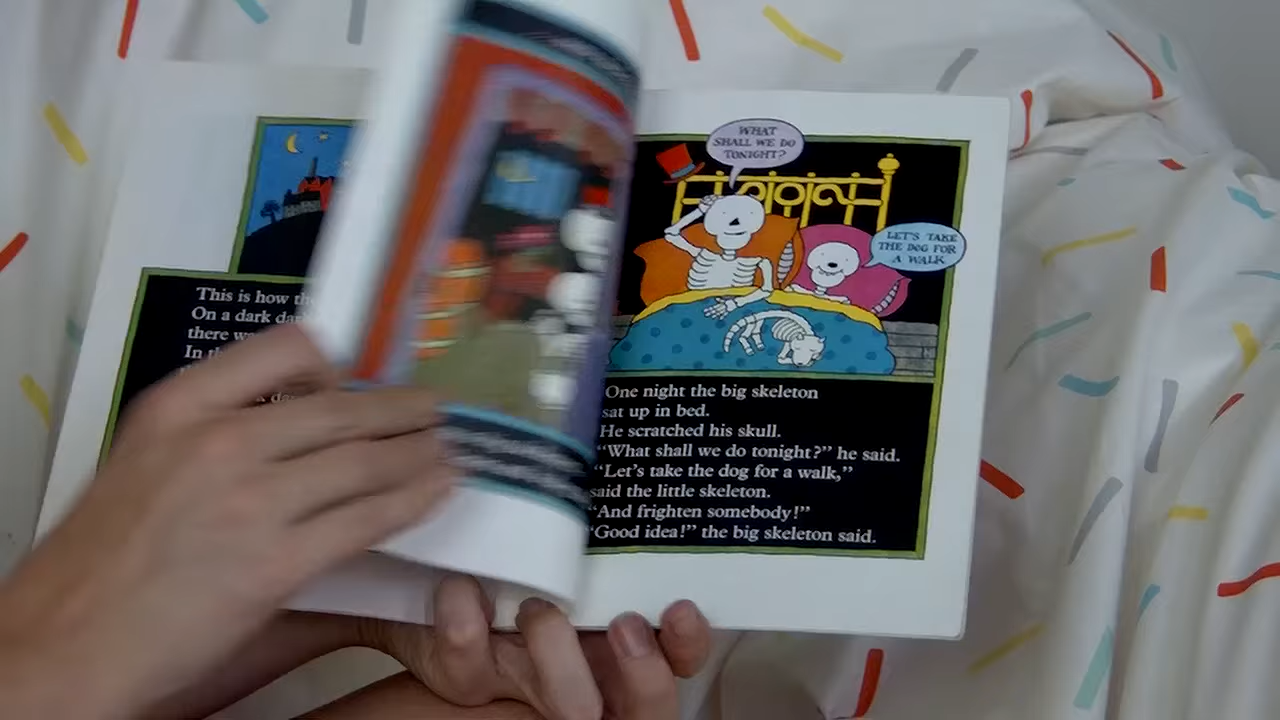 This is how
On a dark
there
In
WHAT
SHALL WE DO
TONIGHT?
LET'S TAKE
THE DOG FOR
A WALK
One night the big skeleton
sat up in bed.
He scratched his skull.
“What shall we do tonight?” he said.
“Let’s take the dog for a walk,”
said the little skeleton.
“And frighten somebody!”
“Good idea!” the big skeleton said.